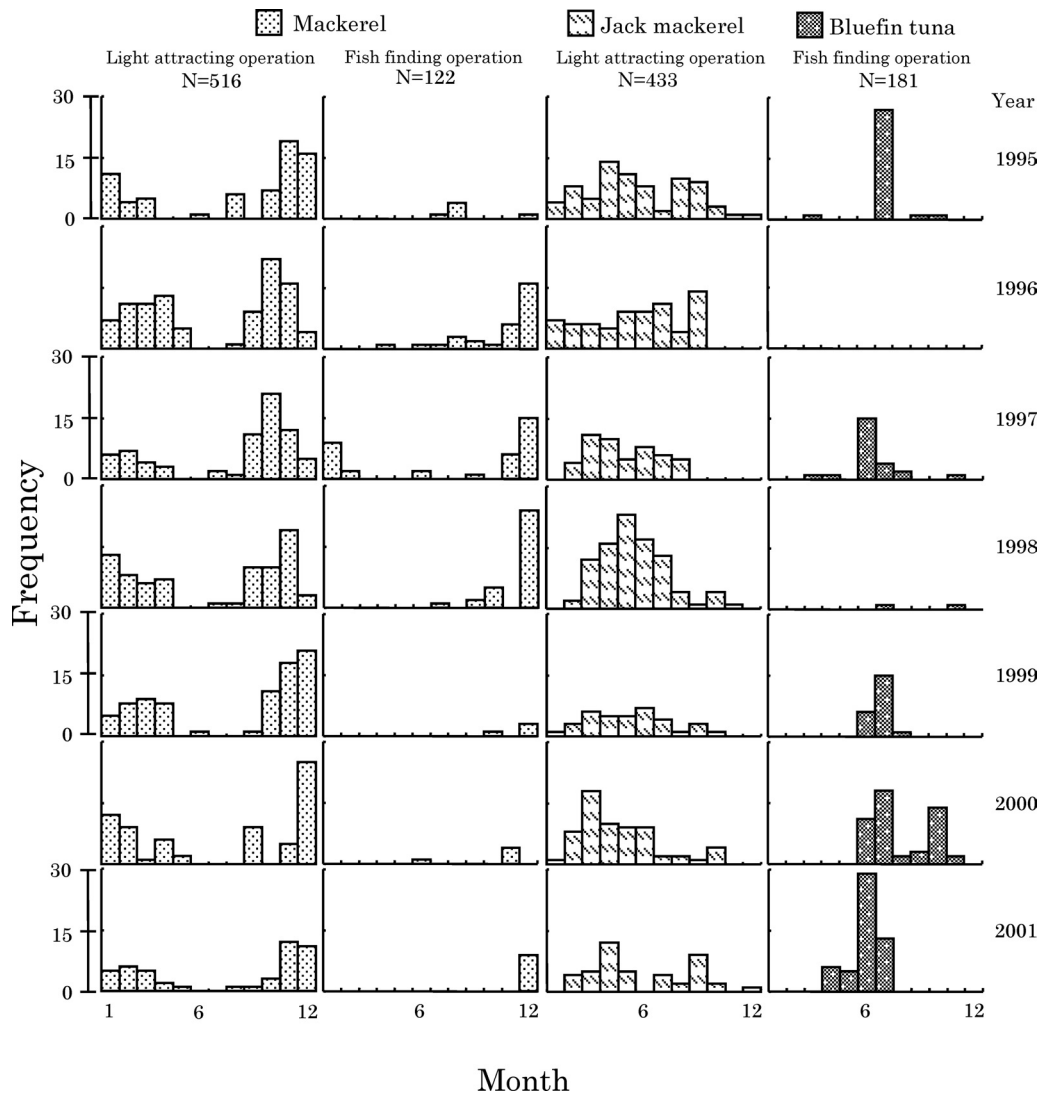 Mackerel Jack mackerel Bluefin tuna
Light attracting operation Fish finding operation Light attracting operation Fish finding operation
N=516 N=122 N=433 N=181
Year
30
15
0
1995
1996
30
15
0
1997
Frequency
1998
30
15
0
1999
2000
30
15
0
2001
1 6 12 6 12 6 12 6 12
Month